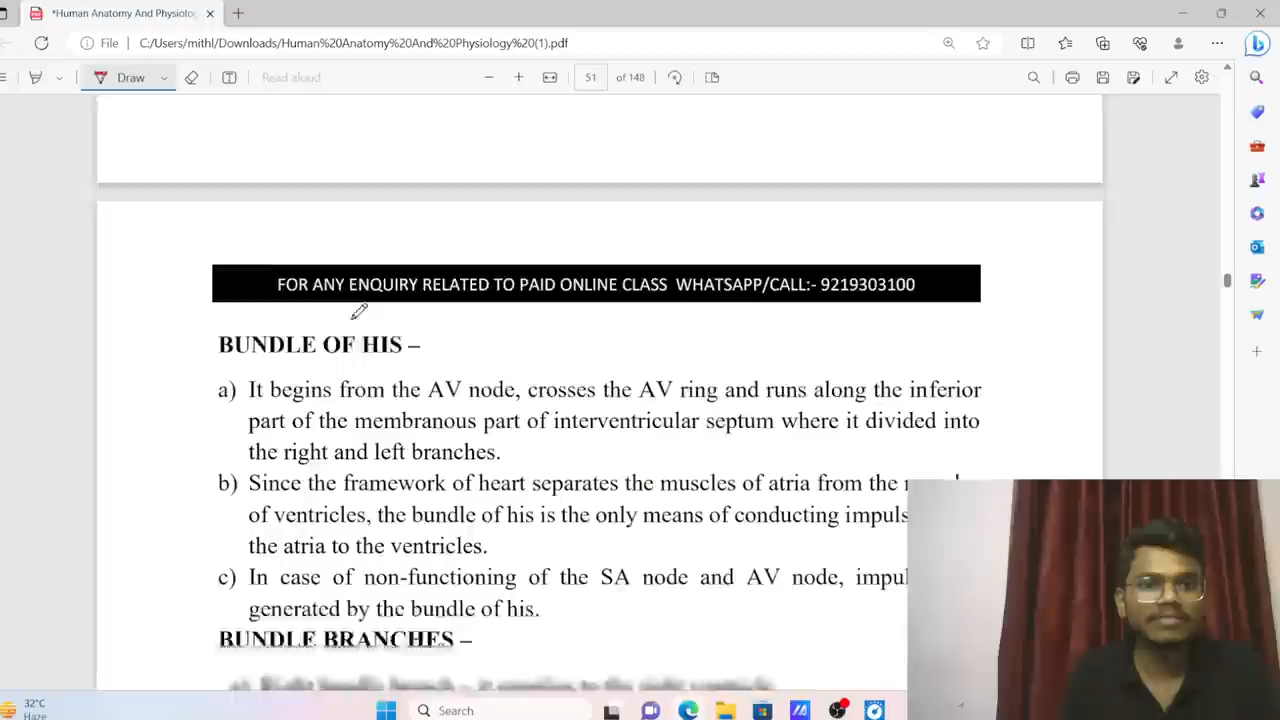 *Human Anatomy And Physiolog
File C:/Users/mithl/Downloads/Human%20Anatomy%20And%20Physiology%20(1).pdf
Draw Read aloud 51 of 148
FOR ANY ENQUIRY RELATED TO PAID ONLINE CLASS WHATSAPP/CALL:- 9219303100
BUNDLE OF HIS –
a) It begins from the AV node, crosses the AV ring and runs along the inferior
part of the membranous part of interventricular septum where it divided into
the right and left branches.
b) Since the framework of heart separates the muscles of atria from the
of ventricles, the bundle of his is the only means of conducting impuls
the atria to the ventricles.
c) In case of non-functioning of the SA node and AV node, impul
generated by the bundle of his.
BUNDLE BRANCHES –
32°C
Haze
Search